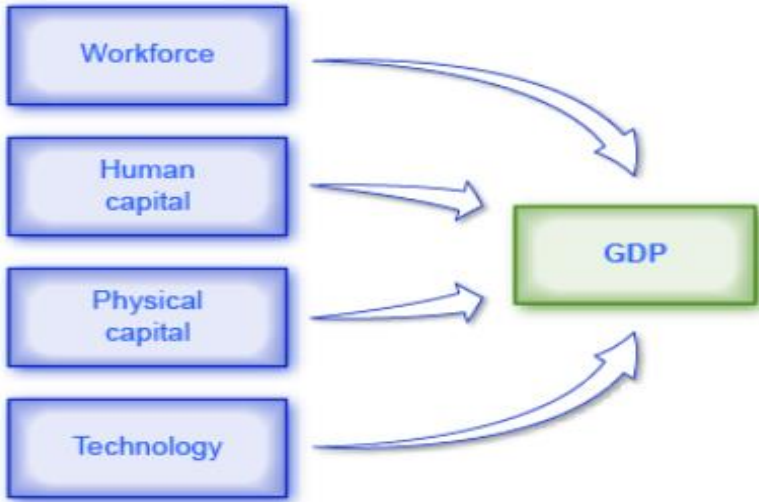 Workforce
Human
capital
Physical
capital
Technology
GDP